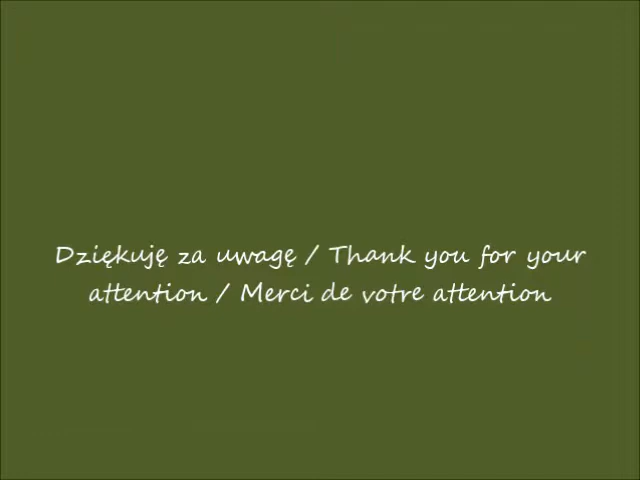 Dziękuję za uwagę / Thank you for your
attention / Merci de votre attention